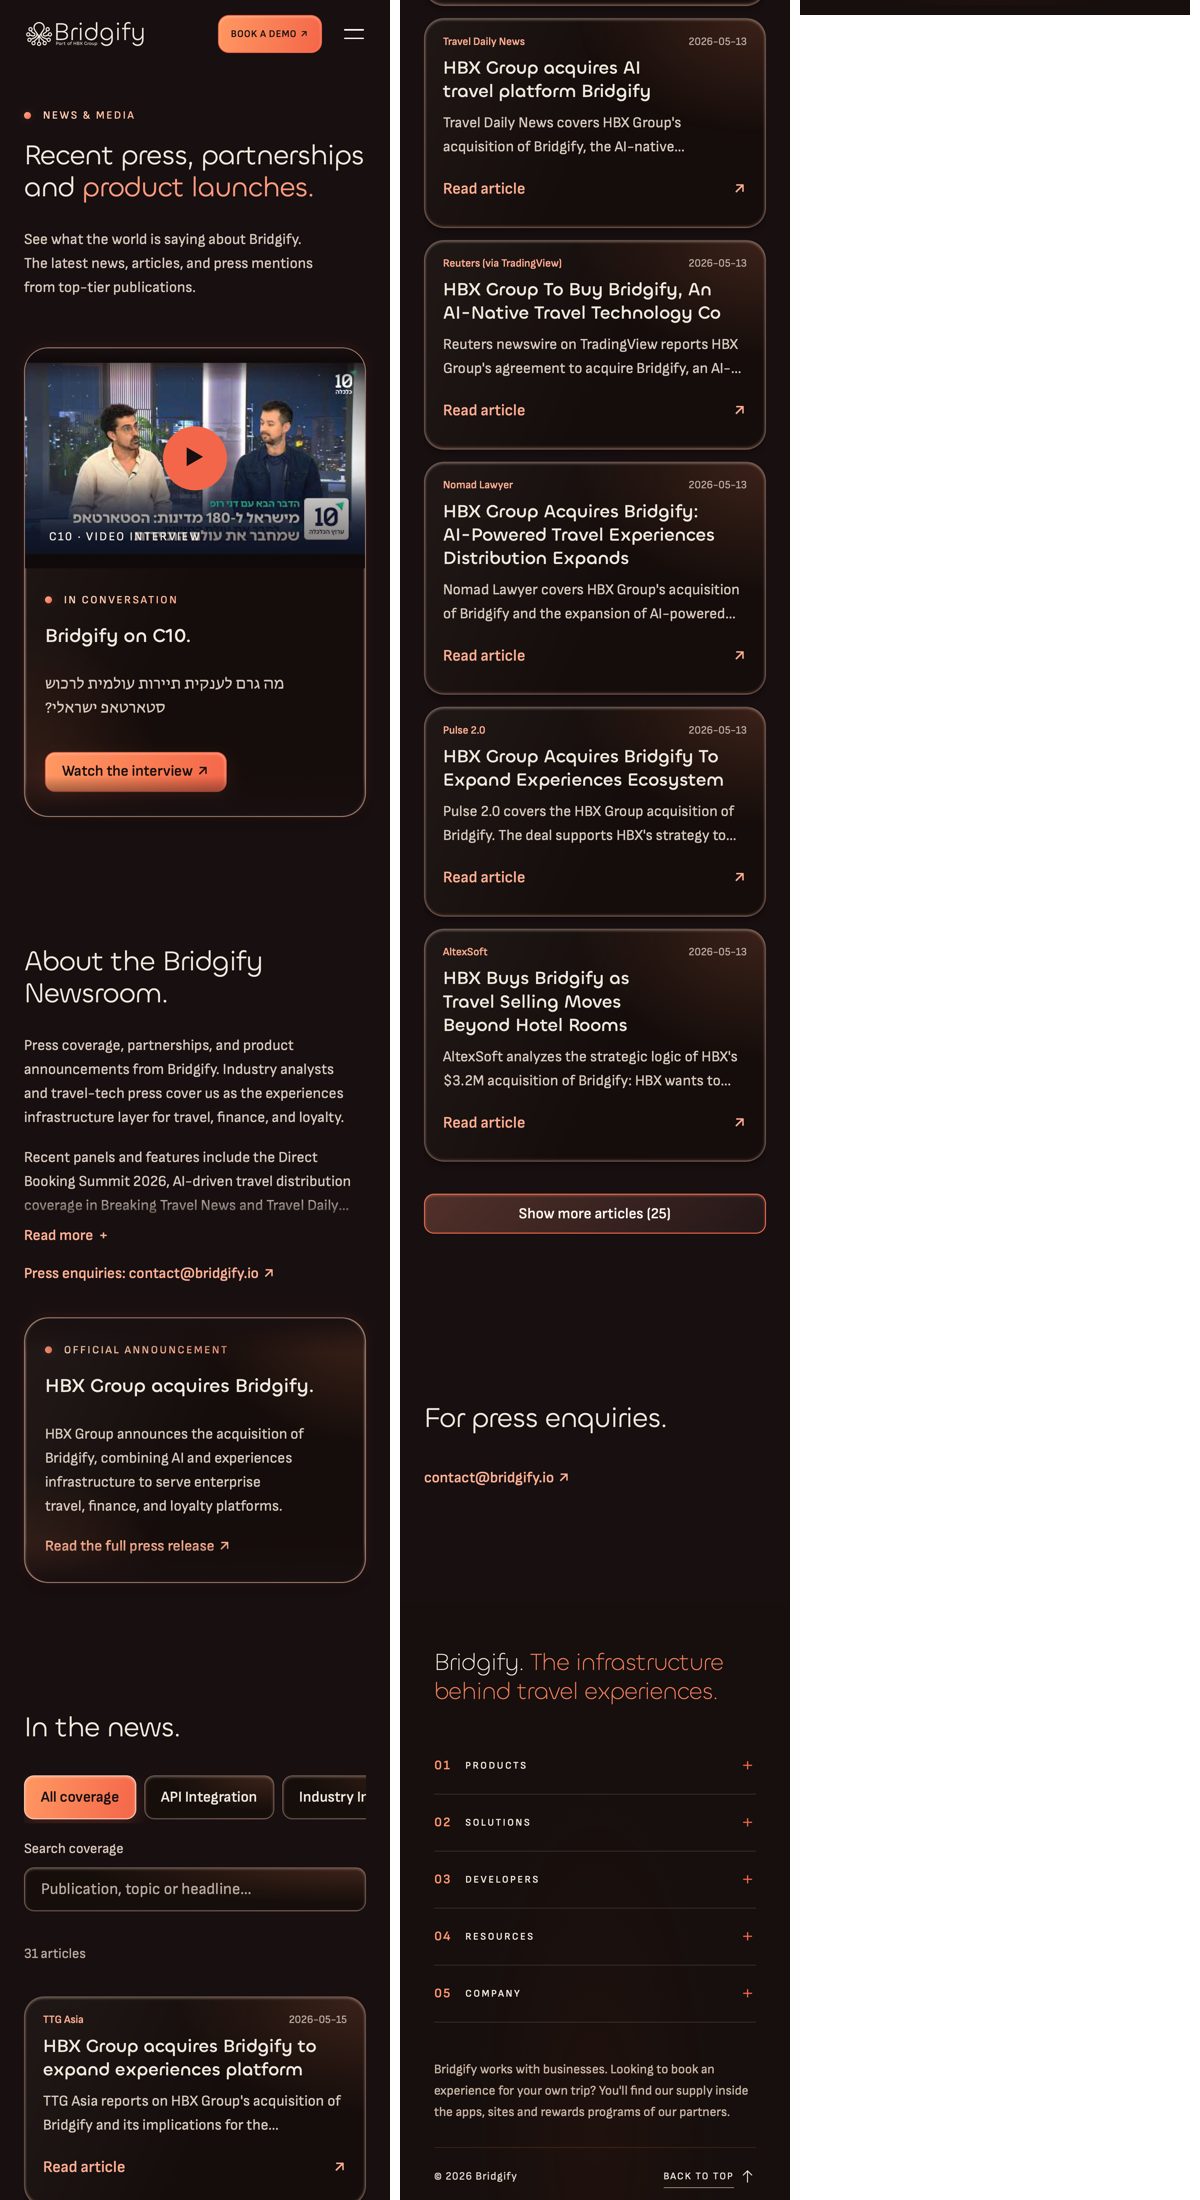 Bridgify
Part of HBX Group
BOOK A DEMO ↗
NEWS & MEDIA
Recent press, partnerships
and product launches.
See what the world is saying about Bridgify.
The latest news, articles, and press mentions
from top-tier publications.
10
כלכלה
הדבר הבא עם דני רופ
מישראל ל-180 מדינות: הסטארטאפ
שמחבר את עולם
10
ערוץ הכלכלה
C10 · VIDEO INTERVIEW
IN CONVERSATION
Bridgify on C10.
מה גרם לענקית תיירות עולמית לרכוש
סטארטאפ ישראלי?
Watch the interview ↗
About the Bridgify
Newsroom.
Press coverage, partnerships, and product
announcements from Bridgify. Industry analysts
and travel-tech press cover us as the experiences
infrastructure layer for travel, finance, and loyalty.
Recent panels and features include the Direct
Booking Summit 2026, AI-driven travel distribution
coverage in Breaking Travel News and Travel Daily...
Read more +
Press enquiries: contact@bridgify.io ↗
OFFICIAL ANNOUNCEMENT
HBX Group acquires Bridgify.
HBX Group announces the acquisition of
Bridgify, combining AI and experiences
infrastructure to serve enterprise
travel, finance, and loyalty platforms.
Read the full press release ↗
In the news.
All coverage
API Integration
Industry In
Search coverage
Publication, topic or headline...
31 articles
TTG Asia
2026-05-15
HBX Group acquires Bridgify to
expand experiences platform
TTG Asia reports on HBX Group's acquisition of
Bridgify and its implications for the...
Read article ↗
Travel Daily News
2026-05-13
HBX Group acquires AI
travel platform Bridgify
Travel Daily News covers HBX Group's
acquisition of Bridgify, the AI-native...
Read article ↗
Reuters (via TradingView)
2026-05-13
HBX Group To Buy Bridgify, An
AI-Native Travel Technology Co
Reuters newswire on TradingView reports HBX
Group's agreement to acquire Bridgify, an AI-...
Read article ↗
Nomad Lawyer
2026-05-13
HBX Group Acquires Bridgify:
AI-Powered Travel Experiences
Distribution Expands
Nomad Lawyer covers HBX Group's acquisition
of Bridgify and the expansion of AI-powered...
Read article ↗
Pulse 2.0
2026-05-13
HBX Group Acquires Bridgify To
Expand Experiences Ecosystem
Pulse 2.0 covers the HBX Group acquisition of
Bridgify. The deal supports HBX's strategy to...
Read article ↗
AltexSoft
2026-05-13
HBX Buys Bridgify as
Travel Selling Moves
Beyond Hotel Rooms
AltexSoft analyzes the strategic logic of HBX's
$3.2M acquisition of Bridgify: HBX wants to...
Read article ↗
Show more articles (25)
For press enquiries.
contact@bridgify.io ↗
Bridgify. The infrastructure
behind travel experiences.
01 PRODUCTS +
02 SOLUTIONS +
03 DEVELOPERS +
04 RESOURCES +
05 COMPANY +
Bridgify works with businesses. Looking to book an
experience for your own trip? You'll find our supply inside
the apps, sites and rewards programs of our partners.
© 2026 Bridgify
BACK TO TOP ↑